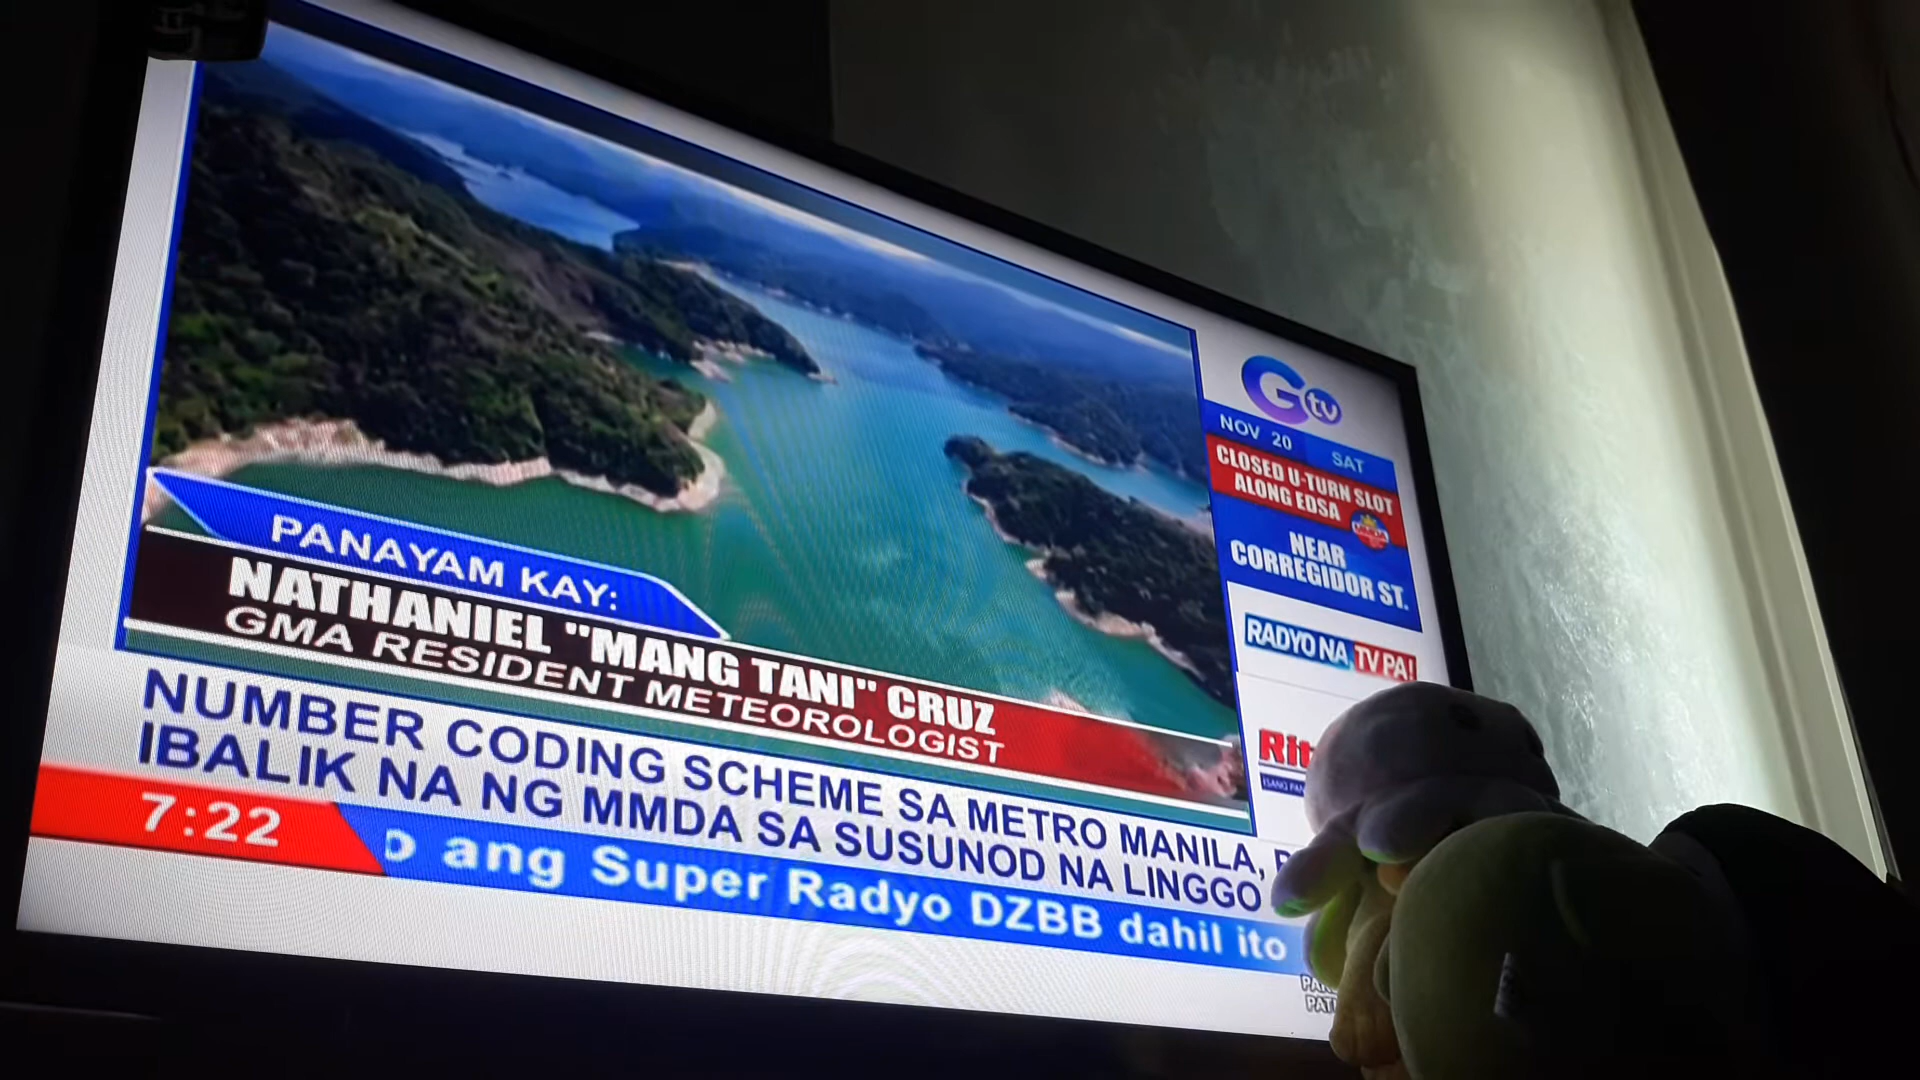 Gtv
NOV 20 SAT
CLOSED U-TURN SLOT
ALONG EDSA
NEAR
CORREGIDOR ST.
RADYO NA TV PA!
PANAYAM KAY:
NATHANIEL "MANG TANI" CRUZ
GMA RESIDENT METEOROLOGIST
NUMBER CODING SCHEME SA METRO MANILA,
IBALIK NA NG MMDA SA SUSUNOD NA LINGGO
7:22
ang Super Radyo DZBB dahil ito